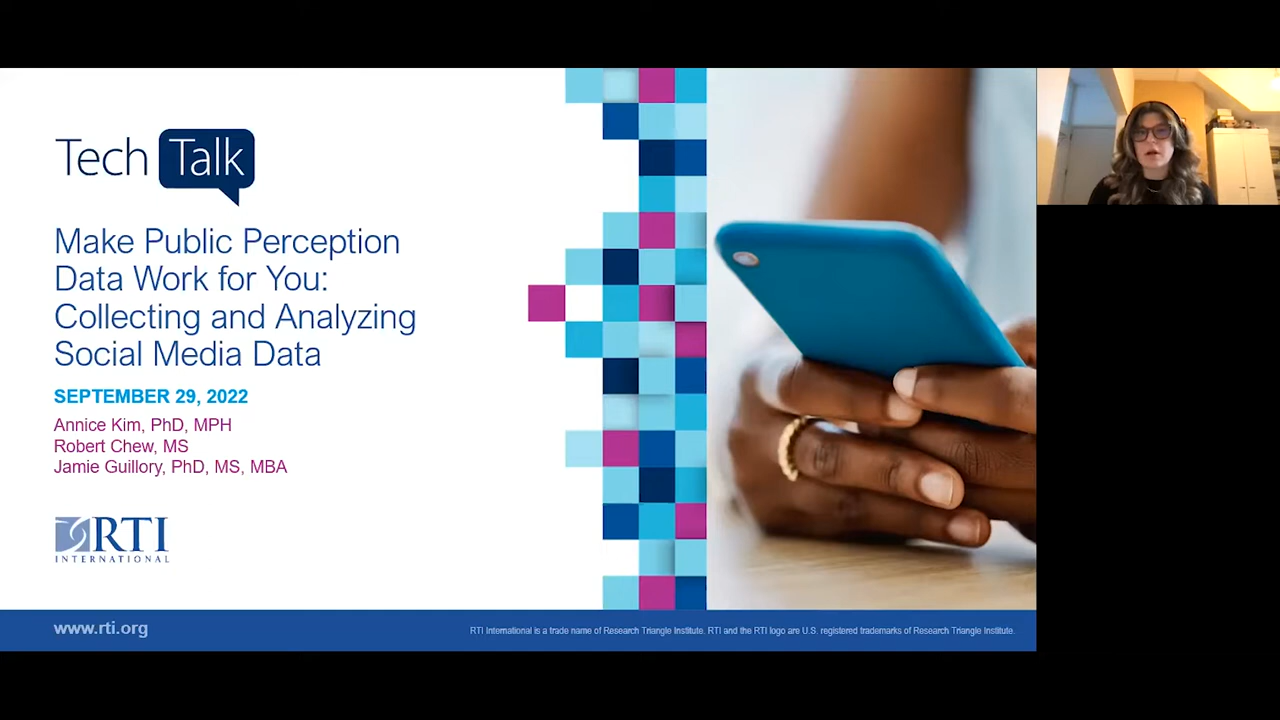 Tech Talk
Make Public Perception
Data Work for You:
Collecting and Analyzing
Social Media Data
SEPTEMBER 29, 2022
Annice Kim, PhD, MPH
Robert Chew, MS
Jamie Guillory, PhD, MS, MBA
RTI
INTERNATIONAL
www.rti.org
RTI International is a trade name of Research Triangle Institute. RTI and the RTI logo are U.S. registered trademarks of Research Triangle Institute.